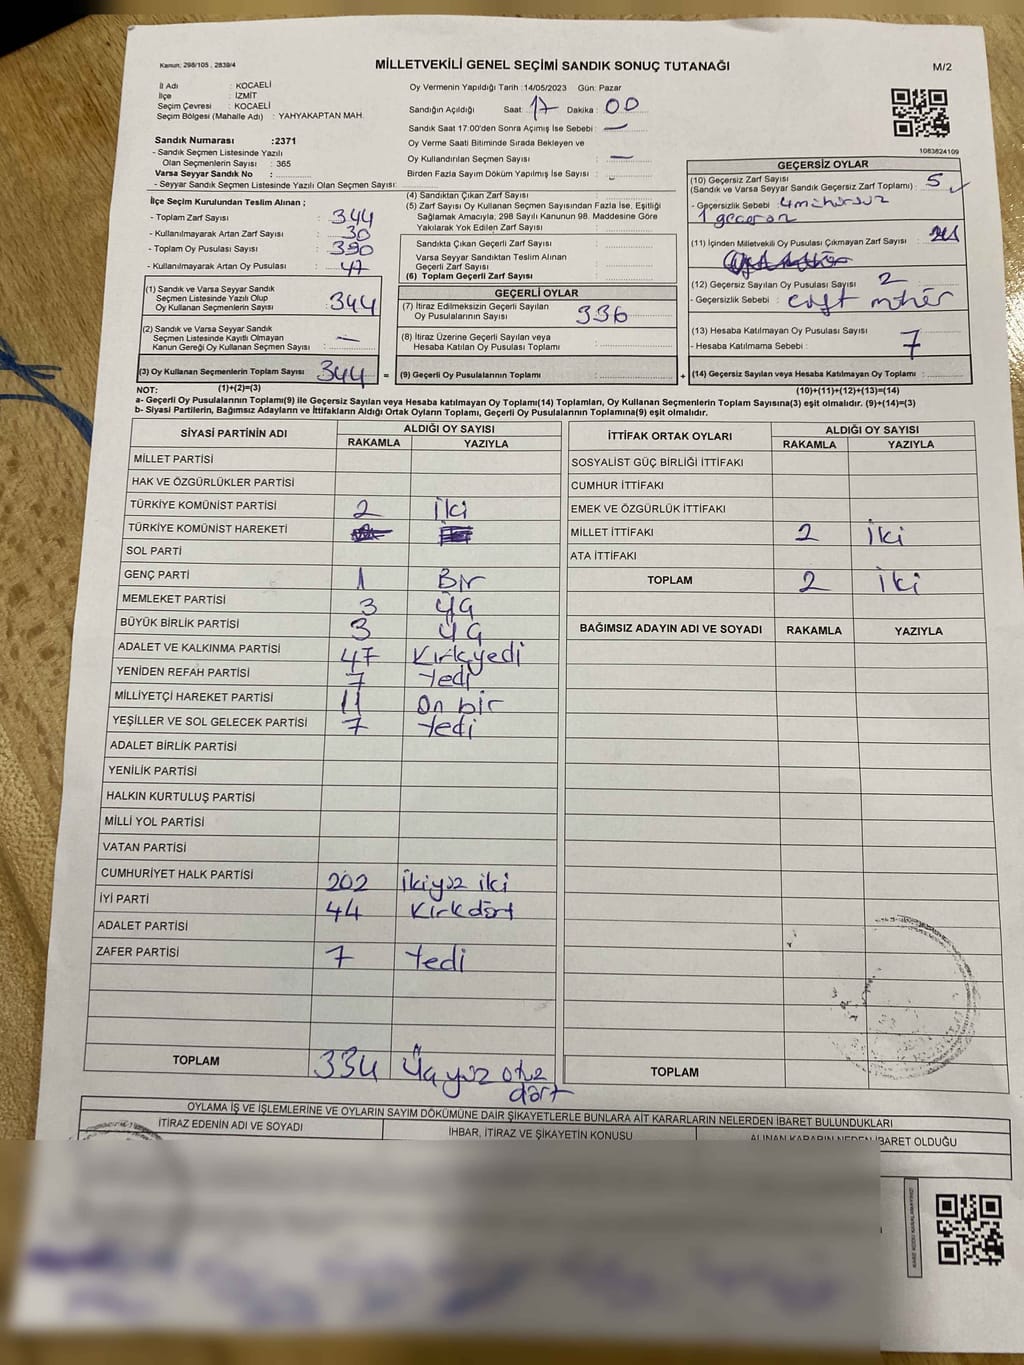 Kanun; 298/105 , 2839/4
MİLLETVEKİLİ GENEL SEÇİMİ SANDIK SONUÇ TUTANAĞI
M/2
İl Adı : KOCAELİ
İlçe : İZMİT
Seçim Çevresi : KOCAELİ
Seçim Bölgesi (Mahalle Adı) : YAHYAKAPTAN MAH.
Sandık Numarası :2371
- Sandık Seçmen Listesinde Yazılı
Olan Seçmenlerin Sayısı : 365
Varsa Seyyar Sandık No :
- Seyyar Sandık Seçmen Listesinde Yazılı Olan Seçmen Sayısı:
Oy Vermenin Yapıldığı Tarih :14/05/2023 Gün: Pazar
Sandığın Açıldığı Saat: 17 Dakika : 00
Sandık Saat 17:00'den Sonra Açımış İse Sebebi : —
Oy Verme Saati Bitiminde Sırada Bekleyen ve
Oy Kullandırılan Seçmen Sayısı : —
Birden Fazla Sayım Döküm Yapılmış İse Sayısı : -
1083824109
İlçe Seçim Kurulundan Teslim Alınan ;
- Toplam Zarf Sayısı : 344
- Kullanılmayarak Artan Zarf Sayısı : 30
- Toplam Oy Pusulası Sayısı : 390
- Kullanılmayarak Artan Oy Pusulası : 47
(1) Sandık ve Varsa Seyyar Sandık
Seçmen Listesinde Yazılı Olup
Oy Kullanan Seçmenlerin Sayısı : 344
(2) Sandık ve Varsa Seyyar Sandık
Seçmen Listesinde Kayıtlı Olmayan
Kanun Gereği Oy Kullanan Seçmen Sayısı : —
(3) Oy Kullanan Seçmenlerin Toplam Sayısı : 344
(4) Sandıktan Çıkan Zarf Sayısı
(5) Zarf Sayısı Oy Kullanan Seçmen Sayısından Fazla İse, Eşitliği
Sağlamak Amacıyla, 298 Sayılı Kanunun 98. Maddesine Göre
Yakılarak Yok Edilen Zarf Sayısı :
Sandıkta Çıkan Geçerli Zarf Sayısı :
Varsa Seyyar Sandıktan Teslim Alınan
Geçerli Zarf Sayısı :
(6) Toplam Geçerli Zarf Sayısı :
GEÇERLİ OYLAR
(7) İtiraz Edilmeksizin Geçerli Sayılan
Oy Pusulalarının Sayısı : 336
(8) İtiraz Üzerine Geçerli Sayılan veya
Hesaba Katılan Oy Pusulası Toplamı :
= (9) Geçerli Oy Pusulalarının Toplamı :
GEÇERSİZ OYLAR
(10) Geçersiz Zarf Sayısı
(Sandık ve Varsa Seyyar Sandık Geçersiz Zarf Toplamı) : 5
- Geçersizlik Sebebi : 4 mühürsüz
1
(11) İçinden Milletvekili Oy Pusulası Çıkmayan Zarf Sayısı :
(12) Geçersiz Sayılan Oy Pusulası Sayısı : 2
- Geçersizlik Sebebi : çift mühür
(13) Hesaba Katılmayan Oy Pusulası Sayısı
- Hesaba Katılmama Sebebi : 7
+ (14) Geçersiz Sayılan veya Hesaba Katılmayan Oy Toplamı :
NOT: (1)+(2)=(3) (10)+(11)+(12)+(13)=(14)
a- Geçerli Oy Pusulalarının Toplamı(9) ile Geçersiz Sayılan veya Hesaba katılmayan Oy Toplamı(14) Toplamları, Oy Kullanan Seçmenlerin Toplam Sayısına(3) eşit olmalıdır. (9)+(14)=(3)
b- Siyasi Partilerin, Bağımsız Adayların ve İttifakların Aldığı Ortak Oyların Toplamı, Geçerli Oy Pusulalarının Toplamına(9) eşit olmalıdır.
SİYASİ PARTİNİN ADI ALDIĞI OY SAYISI
RAKAMLA YAZIYLA
MİLLET PARTİSİ
HAK VE ÖZGÜRLÜKLER PARTİSİ
TÜRKİYE KOMÜNİST PARTİSİ 2 İki
TÜRKİYE KOMÜNİST HAREKETİ
SOL PARTİ
GENÇ PARTİ 1 Bir
MEMLEKET PARTİSİ 3 Üç
BÜYÜK BİRLİK PARTİSİ 3 Üç
ADALET VE KALKINMA PARTİSİ 47 Kırkyedi
YENİDEN REFAH PARTİSİ 7 Yedi
MİLLİYETÇİ HAREKET PARTİSİ 11 On bir
YEŞİLLER VE SOL GELECEK PARTİSİ 7 Yedi
ADALET BİRLİK PARTİSİ
YENİLİK PARTİSİ
HALKIN KURTULUŞ PARTİSİ
MİLLİ YOL PARTİSİ
VATAN PARTİSİ
CUMHURİYET HALK PARTİSİ 202 İkiyüz iki
İYİ PARTİ 44 Kırkdört
ADALET PARTİSİ
ZAFER PARTİSİ 7 Yedi
TOPLAM 334 Üçyüz otuz
dört
İTTİFAK ORTAK OYLARI ALDIĞI OY SAYISI
RAKAMLA YAZIYLA
SOSYALİST GÜÇ BİRLİĞİ İTTİFAKI
CUMHUR İTTİFAKI
EMEK VE ÖZGÜRLÜK İTTİFAKI
MİLLET İTTİFAKI 2 İki
ATA İTTİFAKI
TOPLAM 2 İki
BAĞIMSIZ ADAYIN ADI VE SOYADI RAKAMLA YAZIYLA
TOPLAM
OYLAMA İŞ VE İŞLEMLERİNE VE OYLARIN SAYIM DÖKÜMÜNE DAİR ŞİKAYETLERLE BUNLARA AİT KARARLARIN NELERDEN İBARET BULUNDUKLARI
İTİRAZ EDENİN ADI VE SOYADI İHBAR, İTİRAZ VE ŞİKAYETİN KONUSU ALINAN KARARIN NEDEN İBARET OLDUĞU